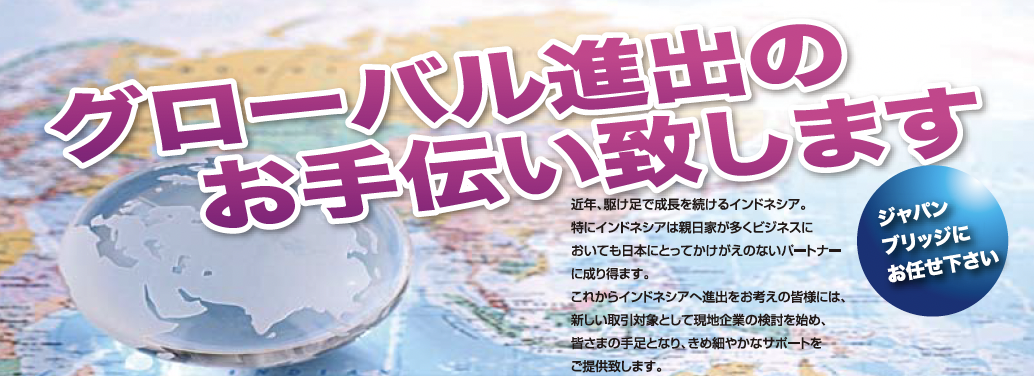 グローバル進出の
お手伝い致します
近年、駆け足で成長を続けるインドネシア。
特にインドネシアは親日家が多くビジネスに
おいても日本にとってかけがえのないパートナー
に成り得ます。
これからインドネシアへ進出をお考えの皆様には、
新しい取引対象として現地企業の検討を始め、
皆さまの手足となり、きめ細やかなサポートを
ご提供致します。
ジャパン
ブリッジに
お任せ下さい